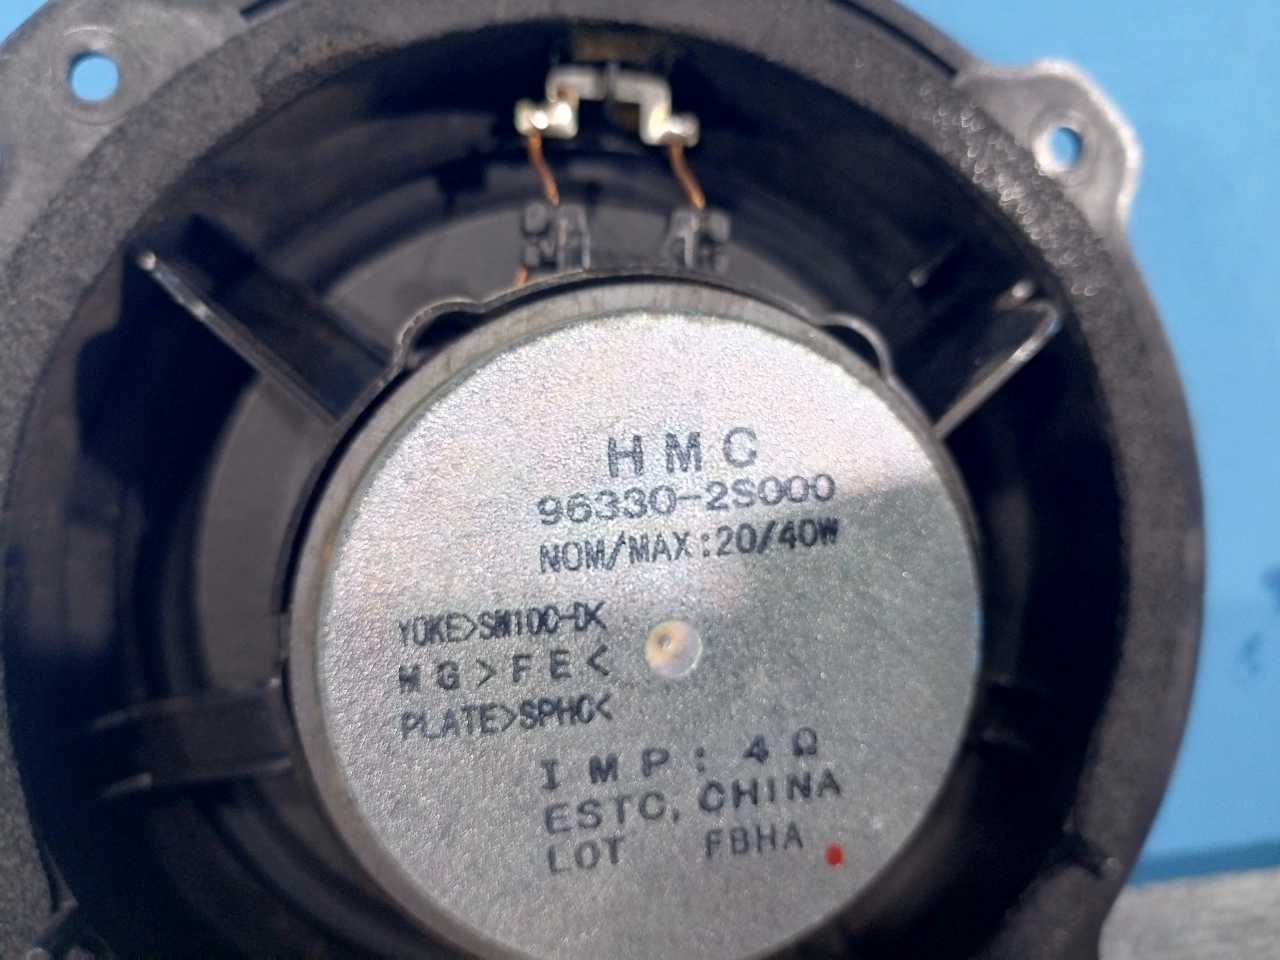 HMC
96330-2S000
NOM/MAX:20/40W
YOKE>SM10C-D<
MG>FE<
PLATE>SPHC<
IMP: 4Ω
ESTC, CHINA
LOT FBHA